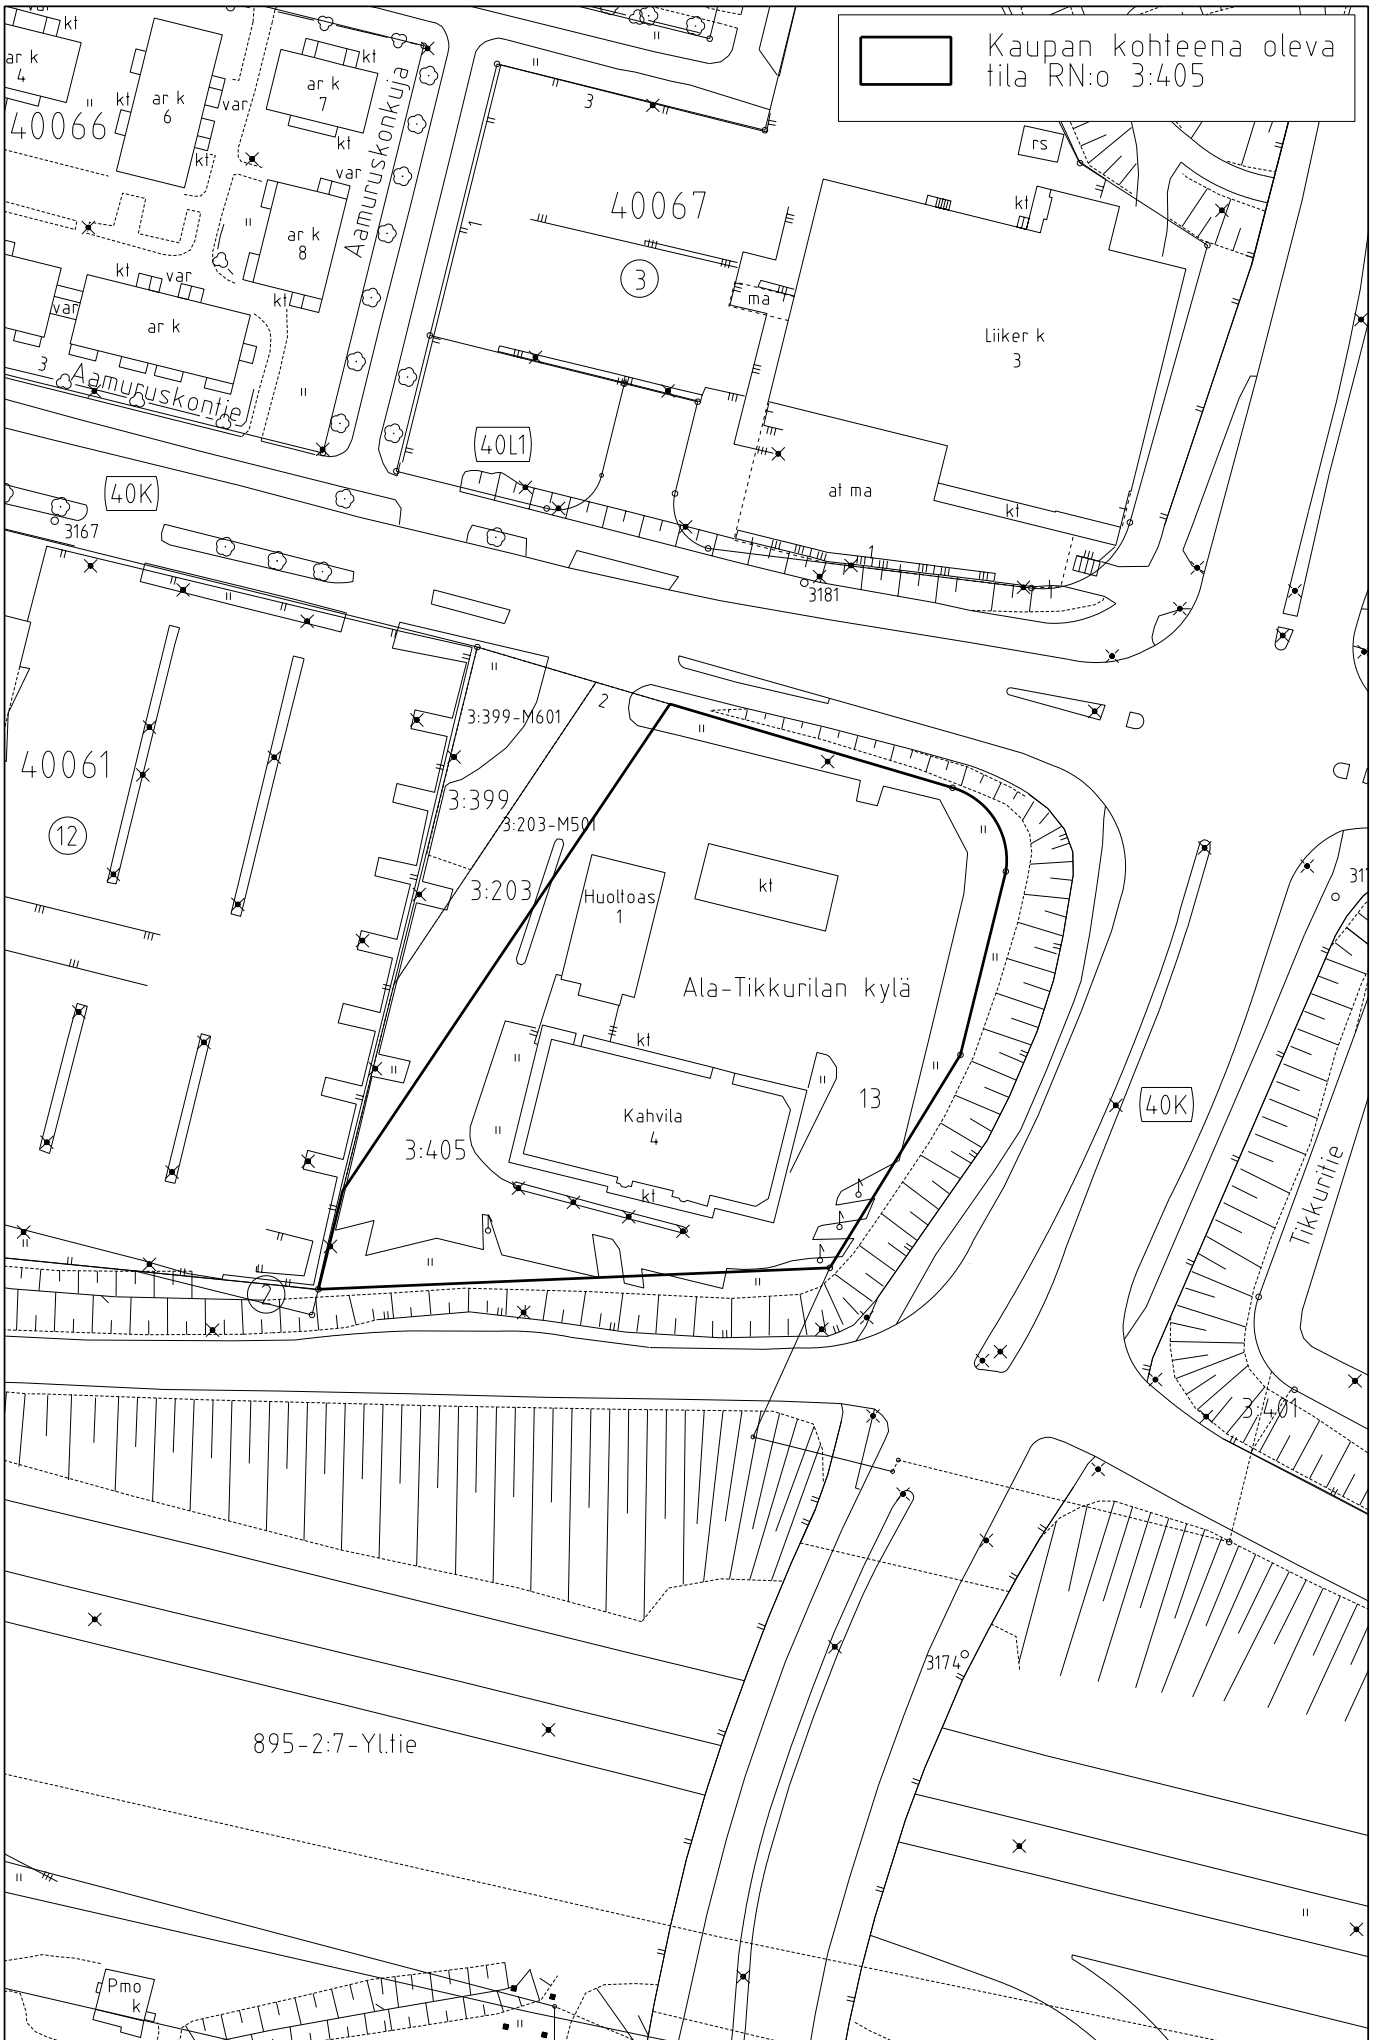 Kaupan kohteena oleva
tila RN:o 3:405
kt
ar k
4
40066
kt
ar k
6
var
kt
kt
ar k
7
kt
var
ar k
8
kt
Aamuruskonkuja
3
1
40067
3
rs
kt
ma
Liiker k
3
kt
var
var
ar k
3
Aamuruskontie
40L1
40K
3167
at ma
kt
1
3181
2
3:399-M601
40061
12
3:399
3:203-M501
3:203
Huoltoas
1
kt
Ala-Tikkurilan kylä
kt
13
Kahvila
4
3:405
kt
40K
Tikkuritie
2
3:401
3174
895-2:7-Yl.tie
Pmo
k